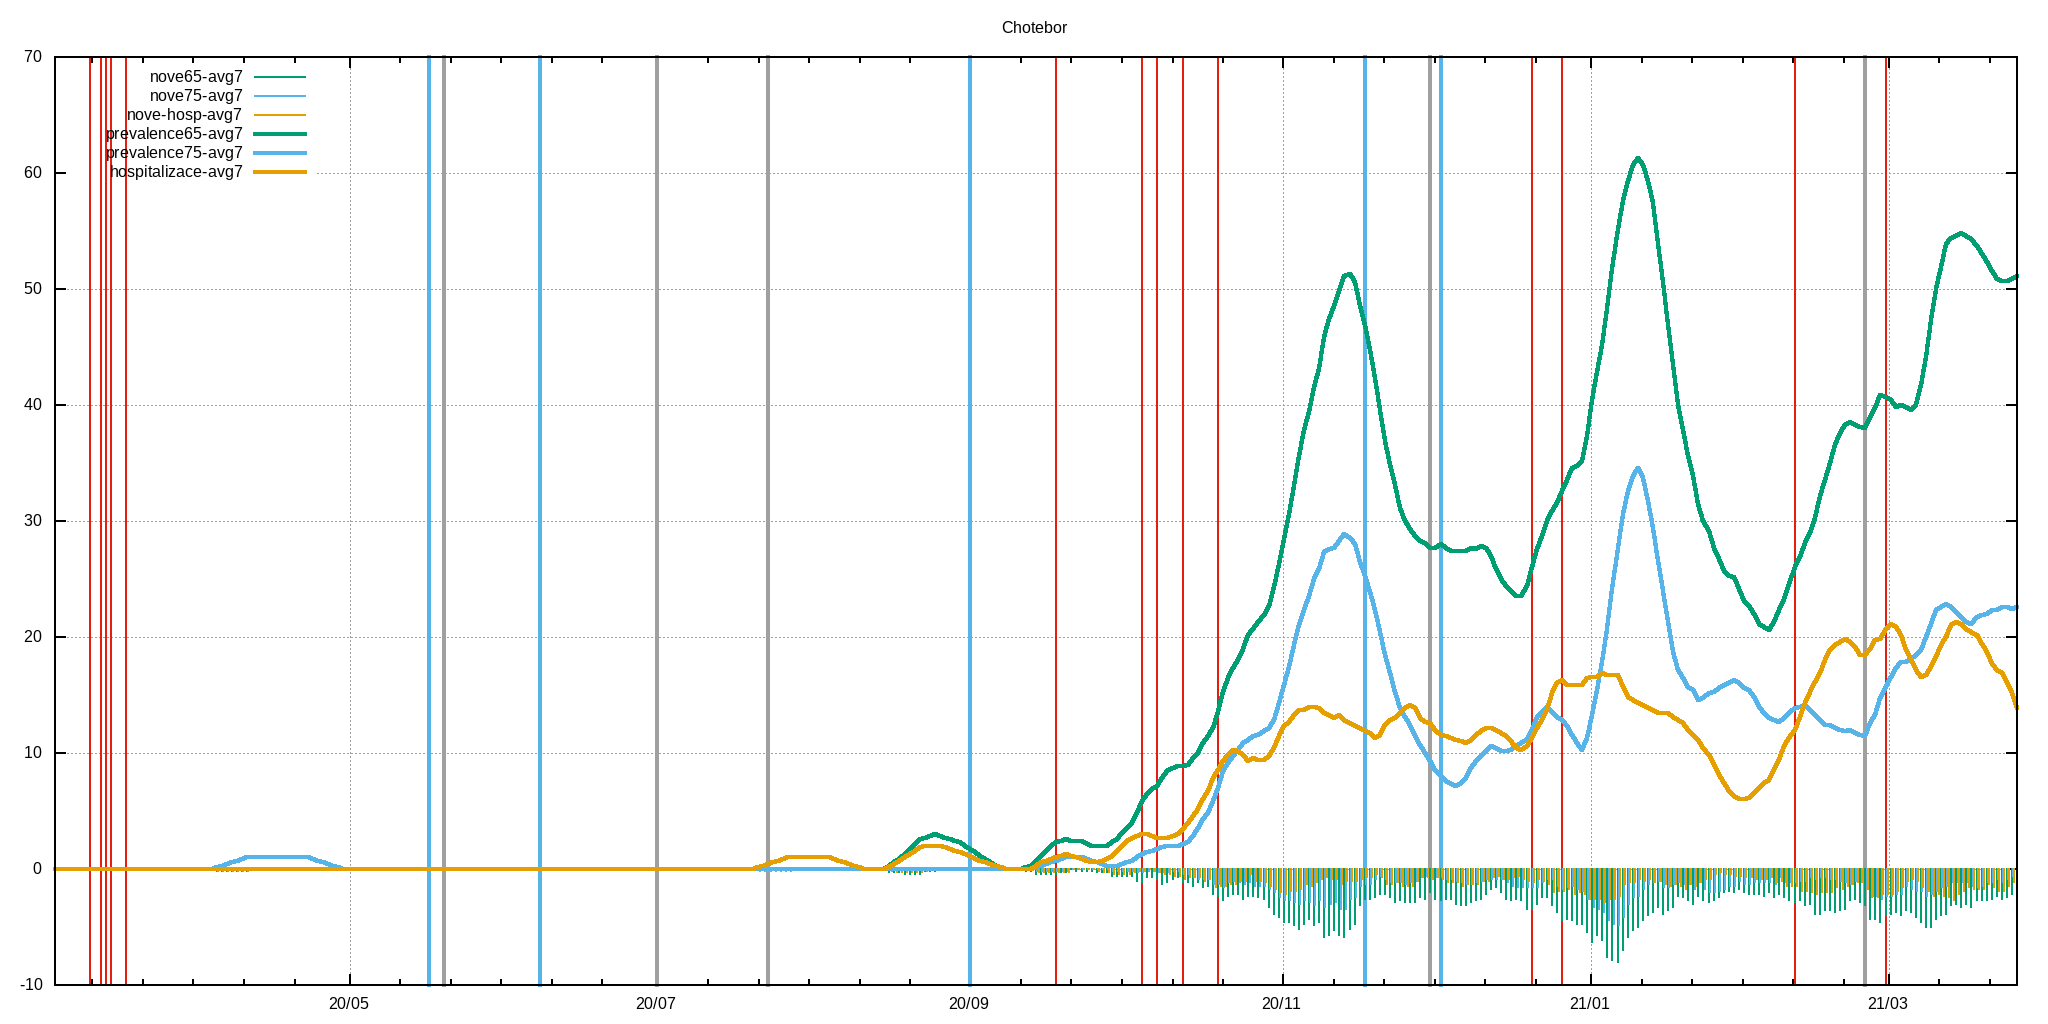 Chotebor
70
60
50
40
30
20
10
0
-10
nove65-avg7
nove75-avg7
nove-hosp-avg7
prevalence65-avg7
prevalence75-avg7
hospitalizace-avg7
20/05 20/07 20/09 20/11 21/01 21/03